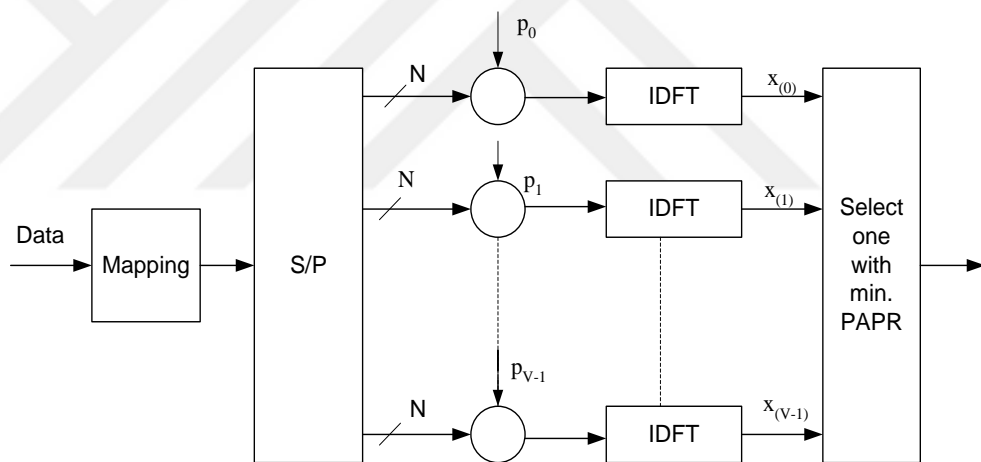 p0
N
IDFT
x(0)
N
p1
IDFT
x(1)
Data
Mapping
S/P
Select
one
with
min.
PAPR
pV-1
N
IDFT
x(V-1)